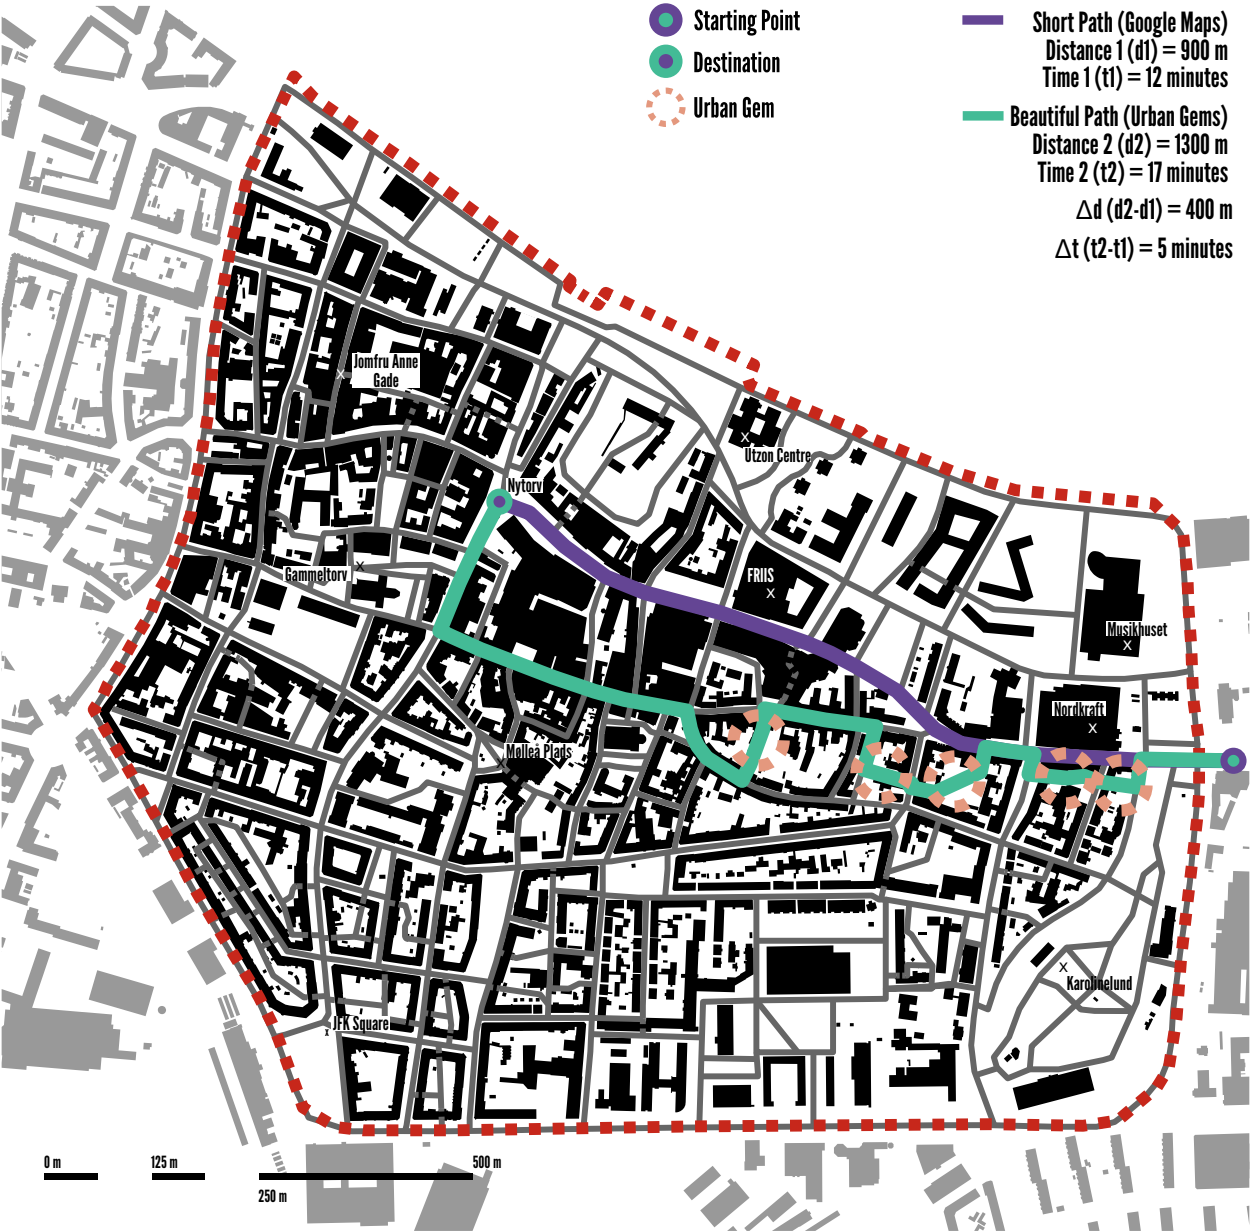 Starting Point
Destination
Urban Gem
Short Path (Google Maps)
Distance 1 (d1) = 900 m
Time 1 (t1) = 12 minutes
Beautiful Path (Urban Gems)
Distance 2 (d2) = 1300 m
Time 2 (t2) = 17 minutes
Δd (d2-d1) = 400 m
Δt (t2-t1) = 5 minutes
Jomfru Anne
Gade
Utzon Centre
Nytorv
Gammeltorv
X
FRIIS
X
Musikhuset
X
Nordkraft
X
Mølleå Plads
X
X
X
X
Karolinelund
JFK Square
X
0 m
125 m
500 m
250 m